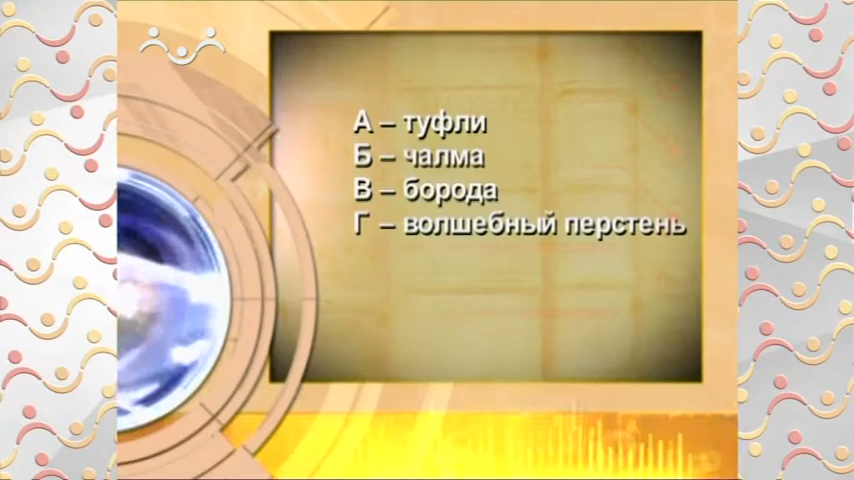 А – туфли
Б – чалма
В – борода
Г – волшебный перстень